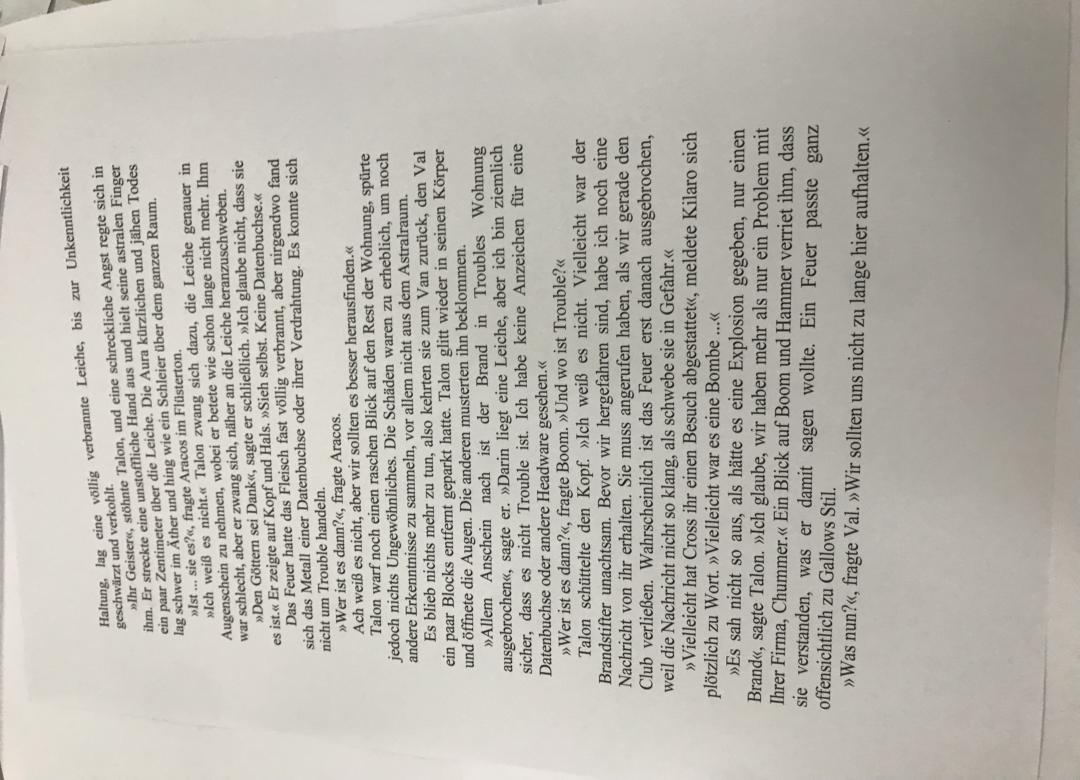 Haltung, lag eine völlig verbrannte Leiche, bis zur Unkenntlichkeit
geschwärzt und verkohlt.
»Ihr Geister«, stöhnte Talon, und eine schreckliche Angst regte sich in
ihm. Er streckte eine unstoffliche Hand aus und hielt seine astralen Finger
ein paar Zentimeter über die Leiche. Die Aura kürzlichen und jähen Todes
lag schwer im Äther und hing wie ein Schleier über dem ganzen Raum.
»Ist ... sie es?«, fragte Aracos im Flüsterton.
»Ich weiß es nicht.« Talon zwang sich dazu, die Leiche genauer in
Augenschein zu nehmen, wobei er betete wie schon lange nicht mehr. Ihm
war schlecht, aber er zwang sich, näher an die Leiche heranzuschweben.
»Den Göttern sei Dank«, sagte er schließlich. »Ich glaube nicht, dass sie
es ist.« Er zeigte auf Kopf und Hals. »Sieh selbst. Keine Datenbuchse.«
Das Feuer hatte das Fleisch fast völlig verbrannt, aber nirgendwo fand
sich das Metall einer Datenbuchse oder ihrer Verdrahtung. Es konnte sich
nicht um Trouble handeln.
»Wer ist es dann?«, fragte Aracos.
Ach weiß es nicht, aber wir sollten es besser herausfinden.«
Talon warf noch einen raschen Blick auf den Rest der Wohnung, spürte
jedoch nichts Ungewöhnliches. Die Schäden waren zu erheblich, um noch
andere Erkenntnisse zu sammeln, vor allem nicht aus dem Astralraum.
Es blieb nichts mehr zu tun, also kehrten sie zum Van zurück, den Val
ein paar Blocks entfernt geparkt hatte. Talon glitt wieder in seinen Körper
und öffnete die Augen. Die anderen musterten ihn beklommen.
»Allem Anschein nach ist der Brand in Troubles Wohnung
ausgebrochen«, sagte er. »Darin liegt eine Leiche, aber ich bin ziemlich
sicher, dass es nicht Trouble ist. Ich habe keine Anzeichen für eine
Datenbuchse oder andere Headware gesehen.«
»Wer ist es dann?«, fragte Boom. »Und wo ist Trouble?«
Talon schüttelte den Kopf. »Ich weiß es nicht. Vielleicht war der
Brandstifter unachtsam. Bevor wir hergefahren sind, habe ich noch eine
Nachricht von ihr erhalten. Sie muss angerufen haben, als wir gerade den
Club verließen. Wahrscheinlich ist das Feuer erst danach ausgebrochen,
weil die Nachricht nicht so klang, als schwebe sie in Gefahr.«
»Vielleicht hat Cross ihr einen Besuch abgestattet«, meldete Kilaro sich
plötzlich zu Wort. »Vielleicht war es eine Bombe ...«
»Es sah nicht so aus, als hätte es eine Explosion gegeben, nur einen
Brand«, sagte Talon. »Ich glaube, wir haben mehr als nur ein Problem mit
Ihrer Firma, Chummer.« Ein Blick auf Boom und Hammer verriet ihm, dass
sie verstanden, was er damit sagen wollte. Ein Feuer passte ganz
offensichtlich zu Gallows Stil.
»Was nun?«, fragte Val. »Wir sollten uns nicht zu lange hier aufhalten.«